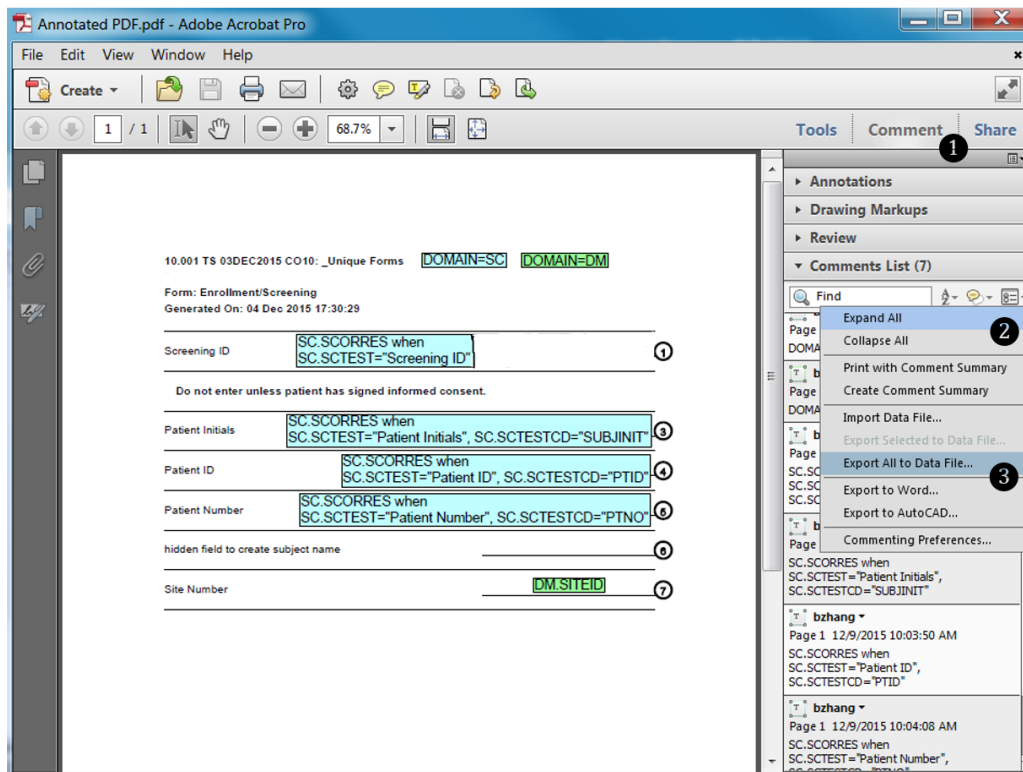 Annotated PDF.pdf - Adobe Acrobat Pro
File Edit View Window Help
Create
1 / 1 68.7% Tools Comment Share
1
Annotations
Drawing Markups
Review
Comments List (7)
Find
10.001 TS 03DEC2015 CO10: _Unique Forms DOMAIN=SC DOMAIN=DM
Form: Enrollment/Screening
Generated On: 04 Dec 2015 17:30:29
Screening ID
SC.SCORRES when
SC.SCTEST="Screening ID"
1
Do not enter unless patient has signed informed consent.
Patient Initials
SC.SCORRES when
SC.SCTEST="Patient Initials", SC.SCTESTCD="SUBJINIT"
3
Patient ID
SC.SCORRES when
SC.SCTEST="Patient ID", SC.SCTESTCD="PTID"
4
Patient Number
SC.SCORRES when
SC.SCTEST="Patient Number", SC.SCTESTCD="PTNO"
5
hidden field to create subject name
6
Site Number
DM.SITEID
7
Expand All
2
Collapse All
Print with Comment Summary
Create Comment Summary
Import Data File...
Export Selected to Data File...
Export All to Data File...
3
Export to Word...
Export to AutoCAD...
Commenting Preferences...
Page
DOMA
b
Page
DOMA
b
Page
SC.SC
SC.SC
SC.SC
b
Page
SC.SCORRES when
SC.SCTEST="Patient Initials",
SC.SCTESTCD="SUBJINIT"
bzhang
Page 1 12/9/2015 10:03:50 AM
SC.SCORRES when
SC.SCTEST="Patient ID",
SC.SCTESTCD="PTID"
bzhang
Page 1 12/9/2015 10:04:08 AM
SC.SCORRES when
SC.SCTEST="Patient Number",